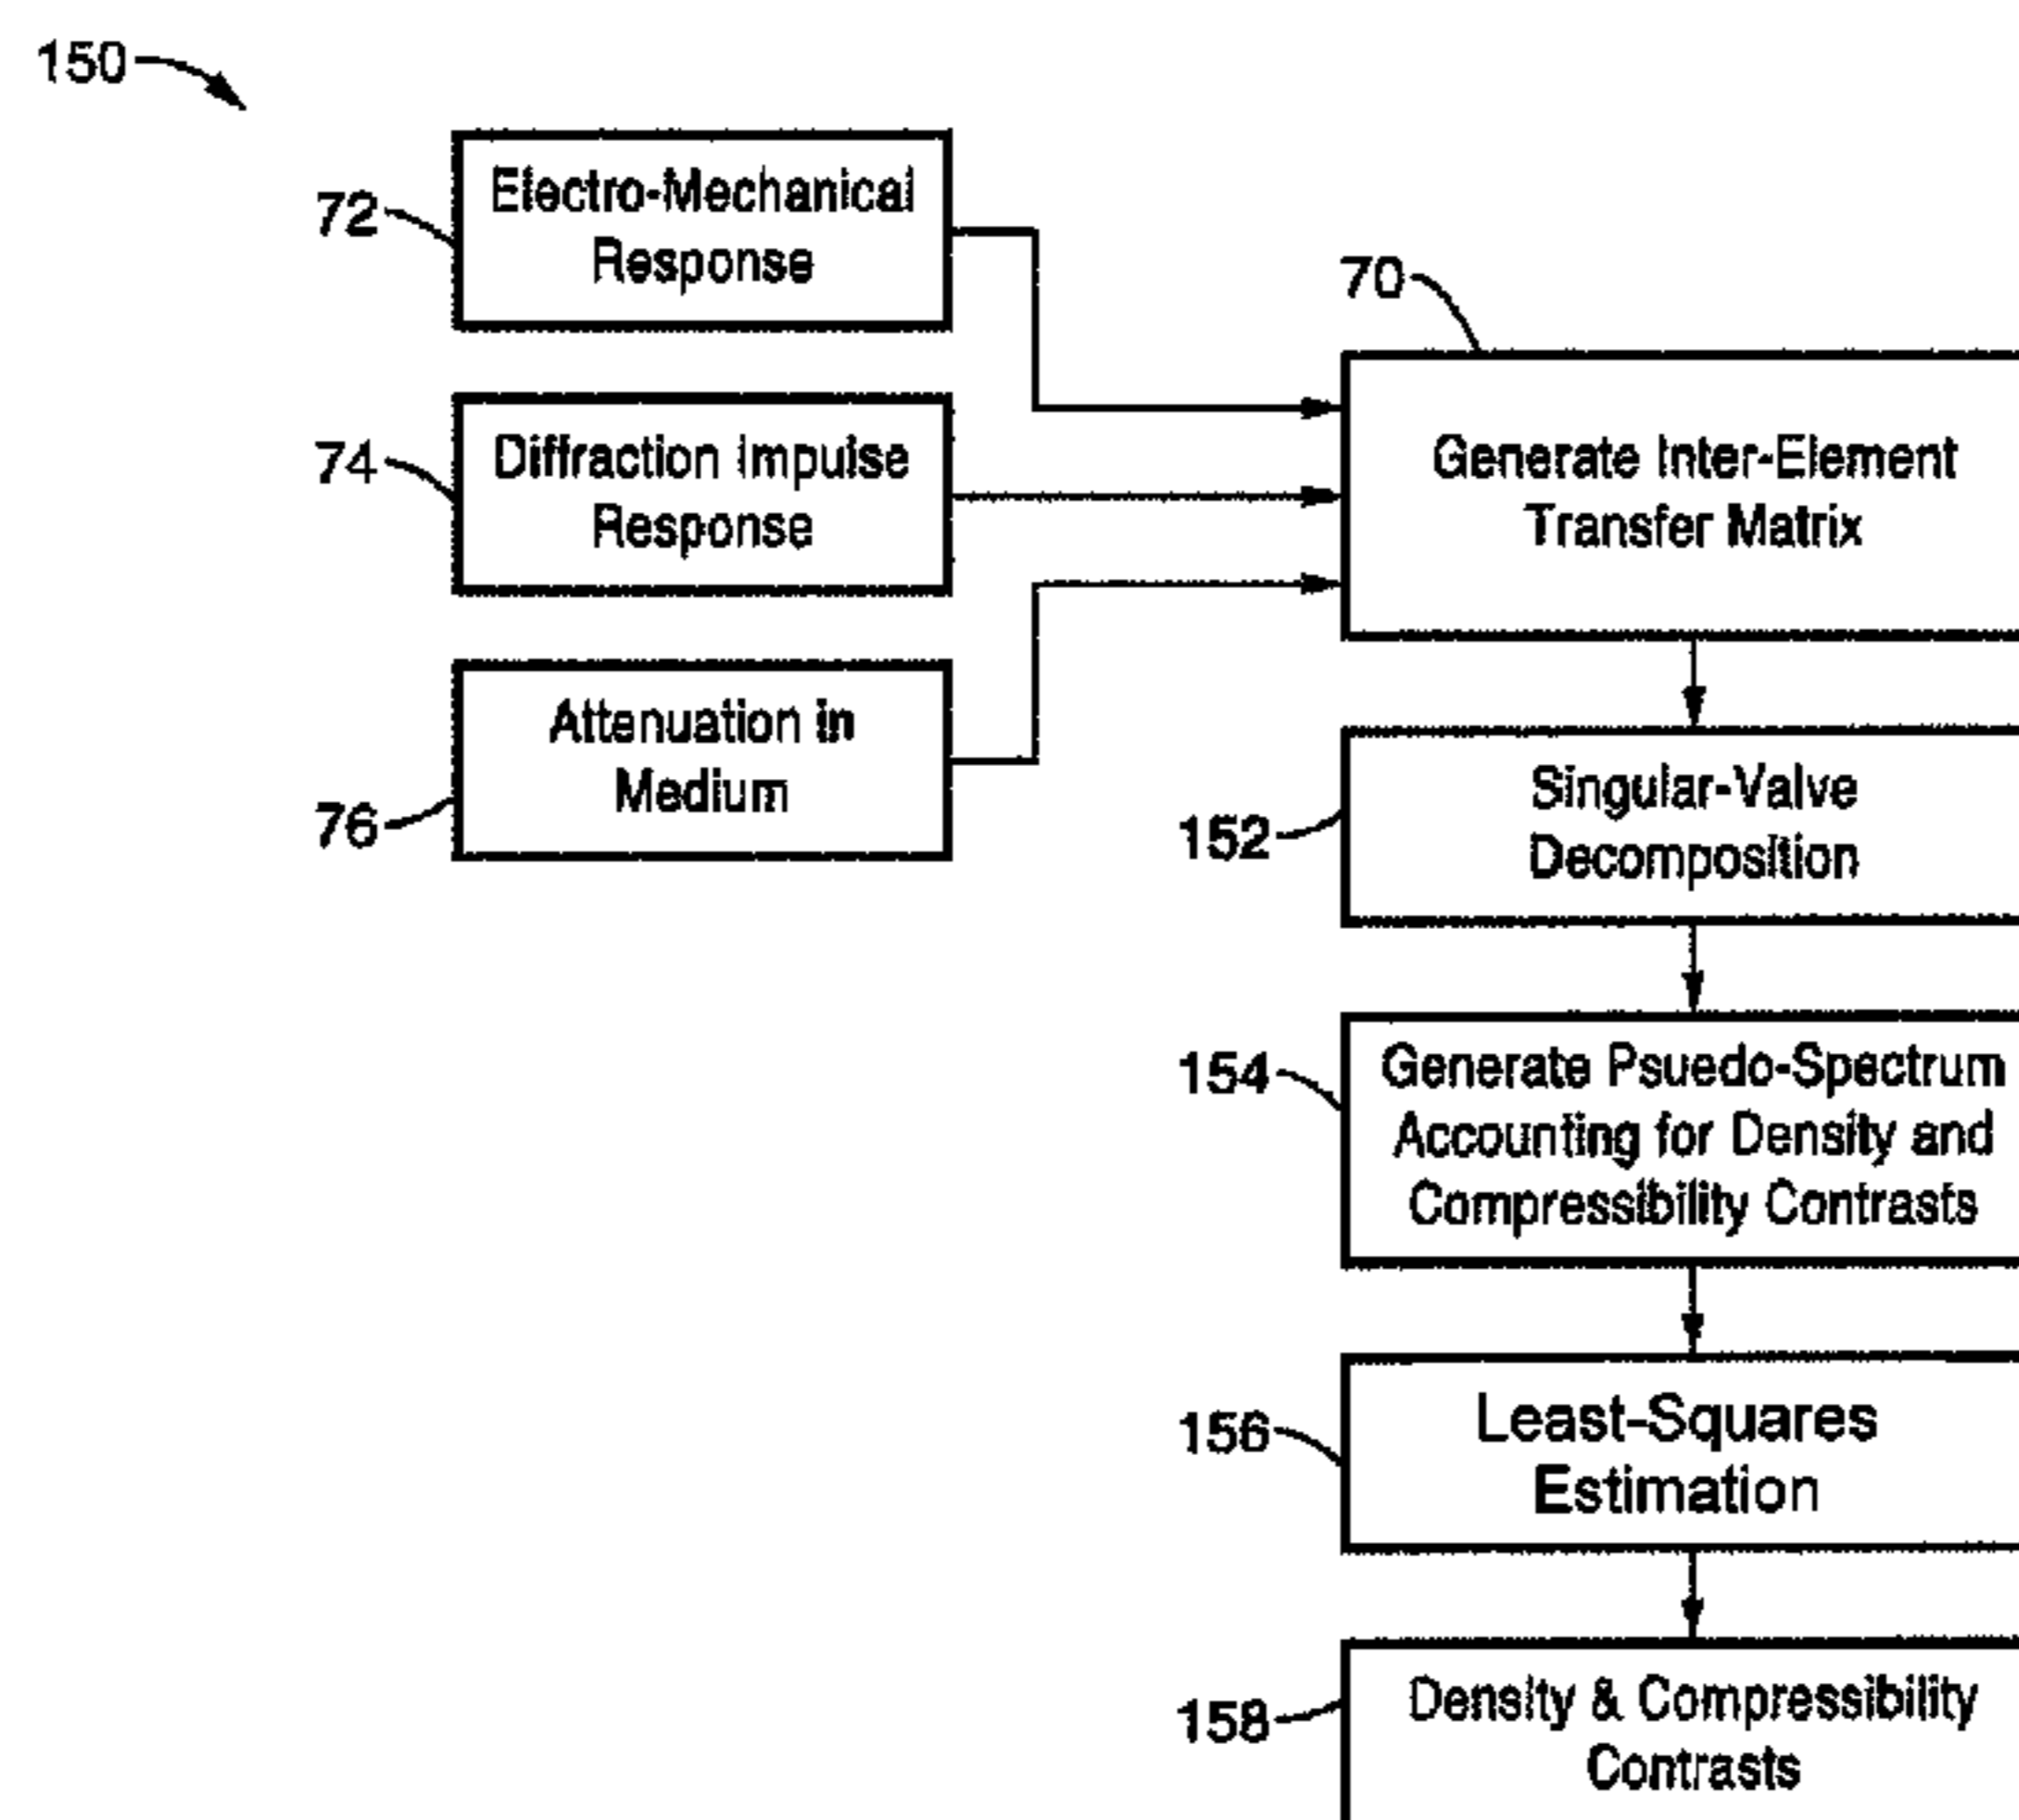 150
72
Electro-Mechanical
Response
70
74
Diffraction Impulse
Response
Generate Inter-Element
Transfer Matrix
76
Attenuation in
Medium
152
Singular-Valve
Decomposition
154
Generate Psuedo-Spectrum
Accounting for Density and
Compressibility Contrasts
156
Least-Squares
Estimation
158
Density & Compressibility
Contrasts